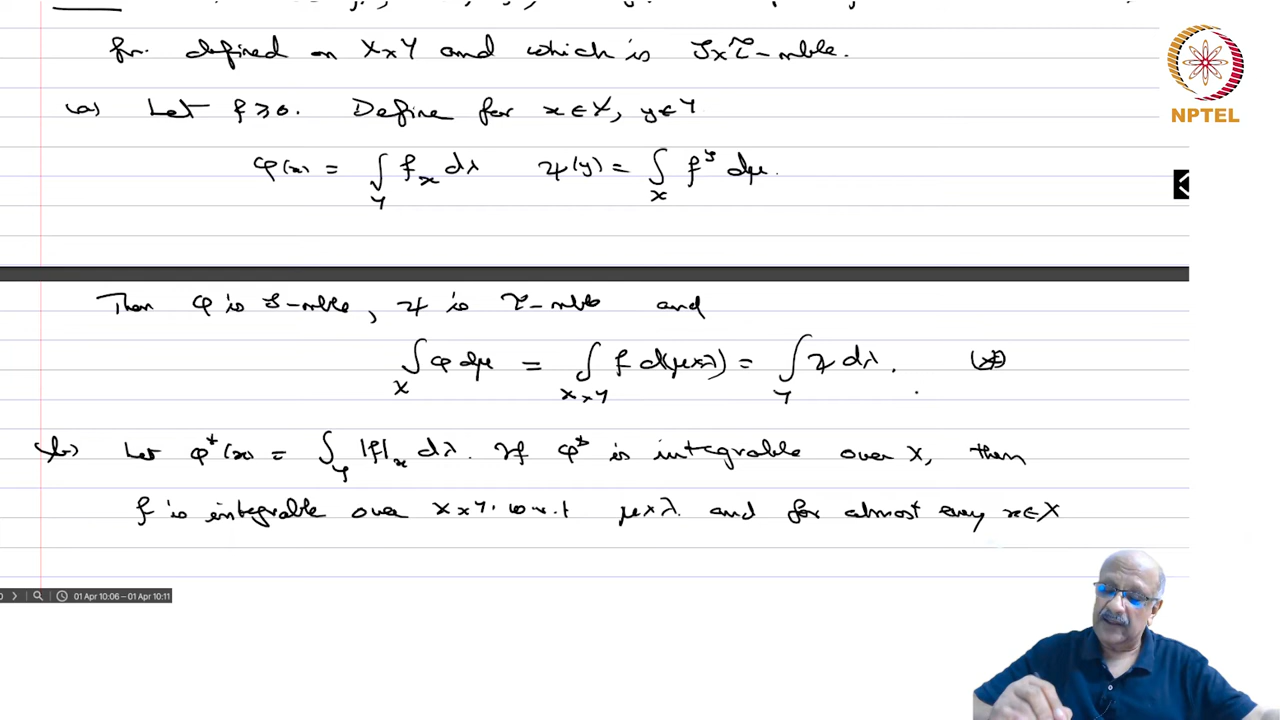 fn. defined on X×Y and which is S×τ-mble.
(a) Let f≥0. Define for x∈X, y∈Y
φ(x) = ∫_Y f_x dλ ψ(y) = ∫_X f^y dμ.
Then φ is S-mble, ψ is τ-mble and
∫_X φ dμ = ∫_{X×Y} f d(μ×λ) = ∫_Y ψ dλ. (*)
(b) Let φ*(x) = ∫_Y |f|_x dλ. If φ* is integrable over X, then
f is integrable over X×Y. w.r.t μ×λ. and for almost every x∈X
NPTEL
01 Apr 10:06 – 01 Apr 10:11